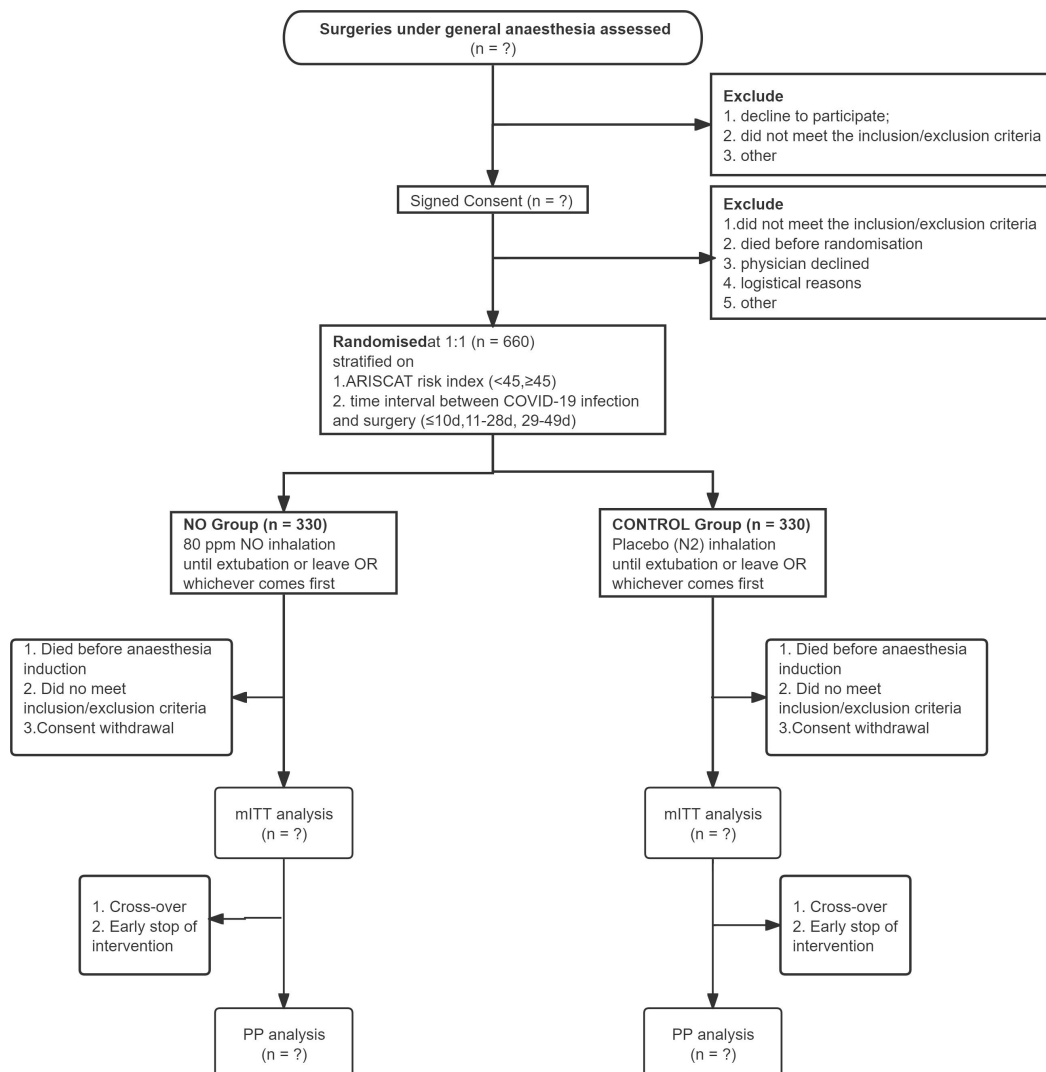 Surgeries under general anaesthesia assessed
(n = ?)
Exclude
1. decline to participate;
2. did not meet the inclusion/exclusion criteria
3. other
Signed Consent (n = ?)
Exclude
1.did not meet the inclusion/exclusion criteria
2. died before randomisation
3. physician declined
4. logistical reasons
5. other
Randomisedat 1:1 (n = 660)
stratified on
1.ARISCAT risk index (<45,≥45)
2. time interval between COVID-19 infection
and surgery (≤10d,11-28d, 29-49d)
NO Group (n = 330)
80 ppm NO inhalation
until extubation or leave OR
whichever comes first
CONTROL Group (n = 330)
Placebo (N2) inhalation
until extubation or leave OR
whichever comes first
1. Died before anaesthesia
induction
2. Did no meet
inclusion/exclusion criteria
3.Consent withdrawal
1. Died before anaesthesia
induction
2. Did no meet
inclusion/exclusion criteria
3.Consent withdrawal
mITT analysis
(n = ?)
mITT analysis
(n = ?)
1. Cross-over
2. Early stop of
intervention
1. Cross-over
2. Early stop of
intervention
PP analysis
(n = ?)
PP analysis
(n = ?)